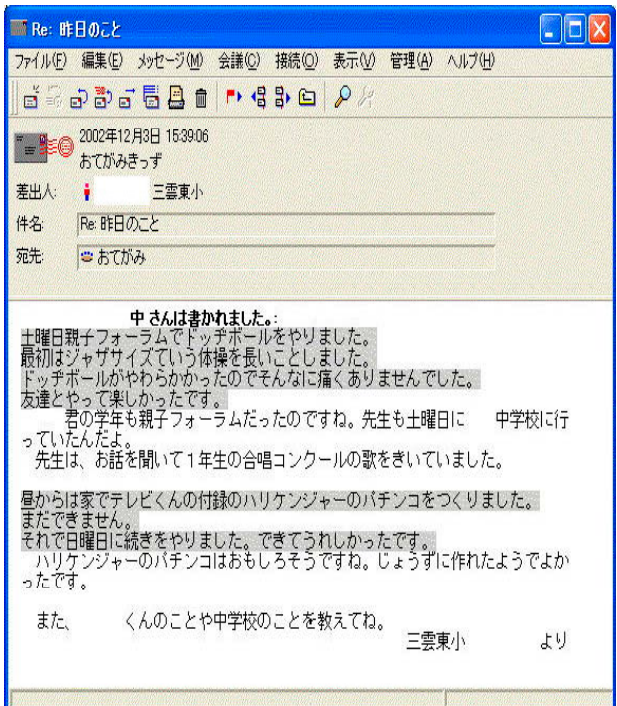 Re: 昨日のこと
ファイル(F) 編集(E) メッセージ(M) 会議(C) 接続(O) 表示(V) 管理(A) ヘルプ(H)
2002年12月3日 15:39:06
おてがみきっず
差出人: 三雲東小
件名: Re: 昨日のこと
宛先: おてがみ
中 さんは書かれました。:
土曜日親子フォーラムでドッヂボールをやりました。
最初はジャザサイズていう体操を長いことしました。
ドッヂボールがやわらかかったのでそんなに痛くありませんでした。
友達とやって楽しかったです。
君の学年も親子フォーラムだったのですね。先生も土曜日に 中学校に行
っていたんだよ。
先生は、お話を聞いて1年生の合唱コンクールの歌をきいていました。
昼からは家でテレビくんの付録のハリケンジャーのパチンコをつくりました。
まだできません。
それで日曜日に続きをやりました。できてうれしかったです。
ハリケンジャーのパチンコはおもしろそうですね。じょうずに作れたようでよか
ったです。
また、 くんのことや中学校のことを教えてね。
三雲東小 より